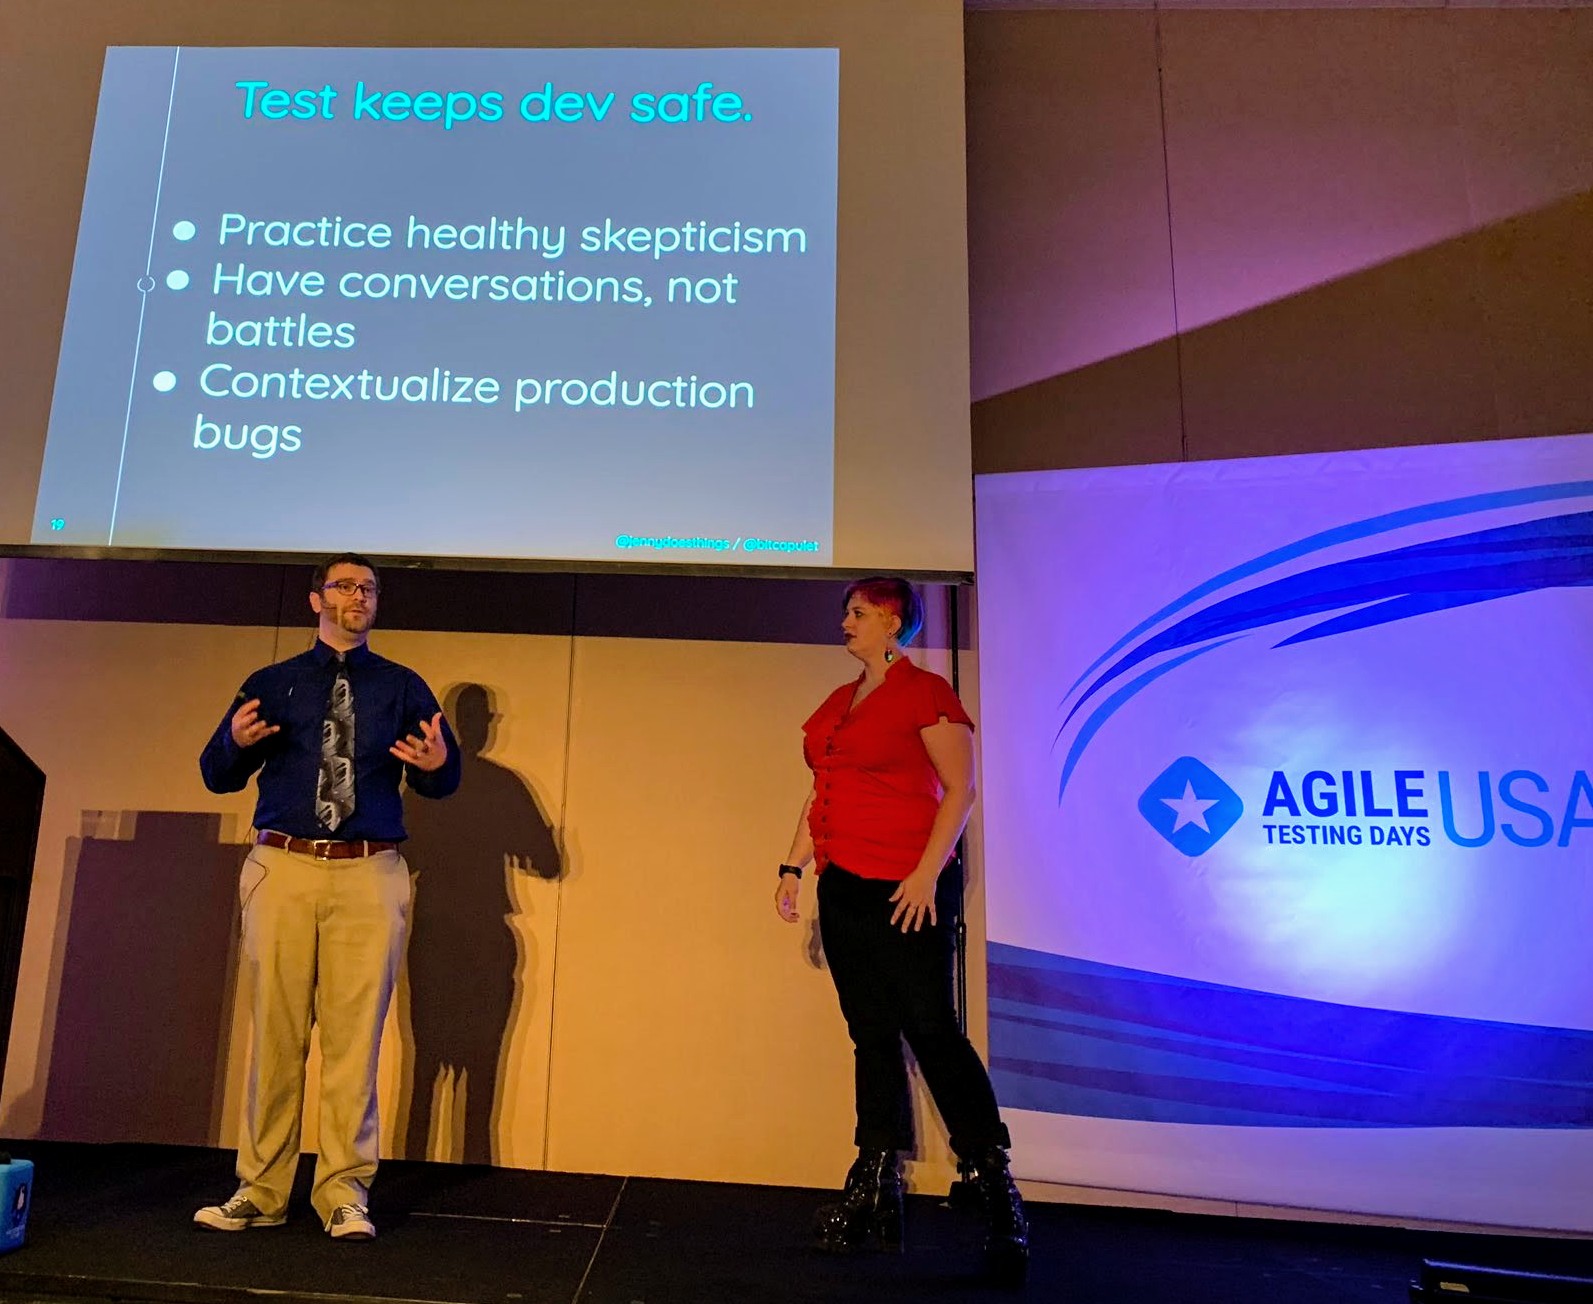 Test keeps dev safe.
● Practice healthy skepticism
● Have conversations, not
battles
● Contextualize production
bugs
19
@jennydoesthings / @bitcapulet
AGILE USA
TESTING DAYS